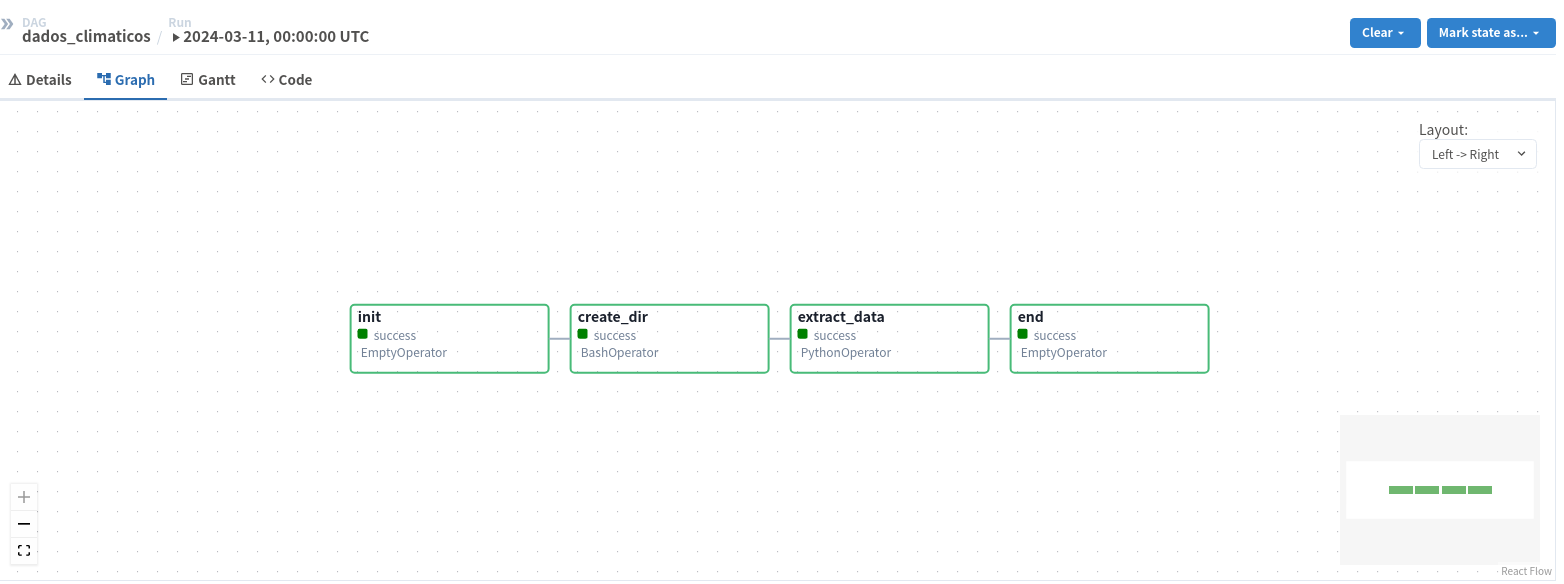 DAG
dados_climaticos
/
Run
2024-03-11, 00:00:00 UTC
Clear
Mark state as...
Details
Graph
Gantt
Code
Layout:
Left -> Right
init
success
EmptyOperator
create_dir
success
BashOperator
extract_data
success
PythonOperator
end
success
EmptyOperator
React Flow